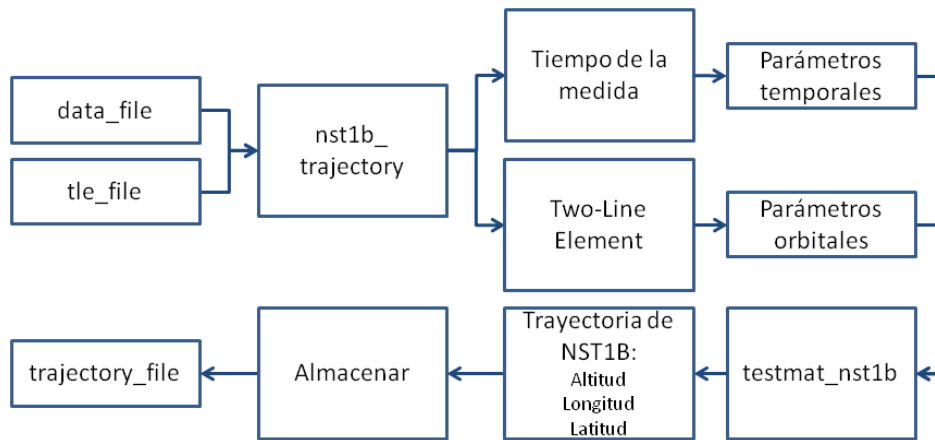 data_file
tle_file
nst1b_
trajectory
Tiempo de la
medida
Parámetros
temporales
Two-Line
Element
Parámetros
orbitales
trajectory_file
Almacenar
Trayectoria de
NST1B:
Altitud
Longitud
Latitud
testmat_nst1b